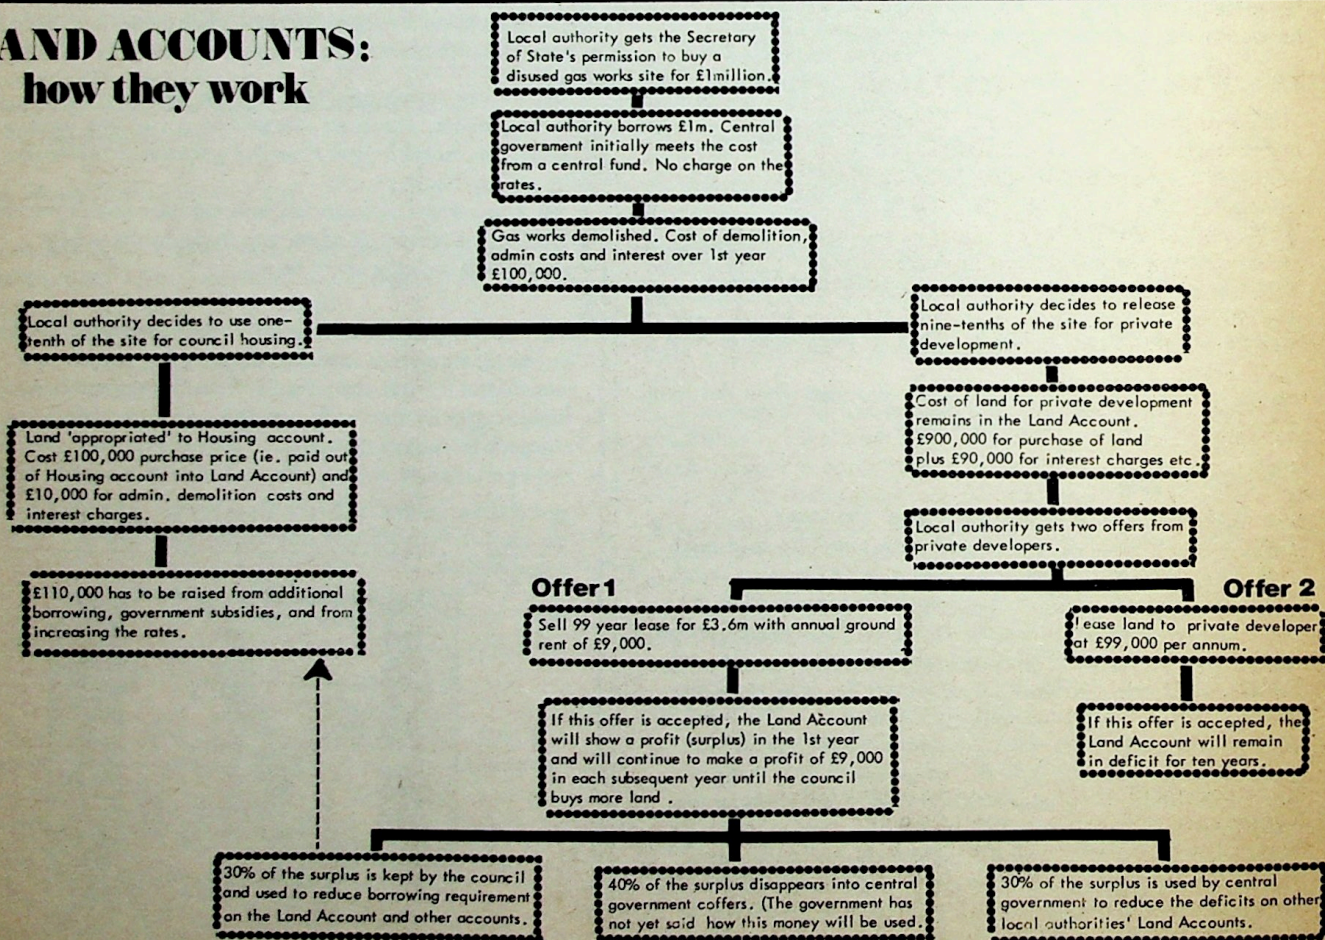 AND ACCOUNTS:
how they work
Local authority gets the Secretary
of State's permission to buy a
disused gas works site for £1million.
Local authority borrows £1m. Central
government initially meets the cost
from a central fund. No charge on the
rates.
Gas works demolished. Cost of demolition,
admin costs and interest over 1st year
£100,000.
Local authority decides to use one-
tenth of the site for council housing.
Land 'appropriated' to Housing account.
Cost £100,000 purchase price (ie. paid out
of Housing account into Land Account) and
£10,000 for admin. demolition costs and
interest charges.
£110,000 has to be raised from additional
borrowing, government subsidies, and from
increasing the rates.
Local authority decides to release
nine-tenths of the site for private
development.
Cost of land for private development
remains in the Land Account.
£900,000 for purchase of land
plus £90,000 for interest charges etc.
Local authority gets two offers from
private developers.
Offer 1
Sell 99 year lease for £3.6m with annual ground
rent of £9,000.
If this offer is accepted, the Land Account
will show a profit (surplus) in the 1st year
and will continue to make a profit of £9,000
in each subsequent year until the council
buys more land .
Offer 2
Lease land to private developer
at £99,000 per annum.
If this offer is accepted, the
Land Account will remain
in deficit for ten years.
30% of the surplus is kept by the council
and used to reduce borrowing requirement
on the Land Account and other accounts.
40% of the surplus disappears into central
government coffers. (The government has
not yet said how this money will be used.
30% of the surplus is used by central
government to reduce the deficits on other
local authorities' Land Accounts.